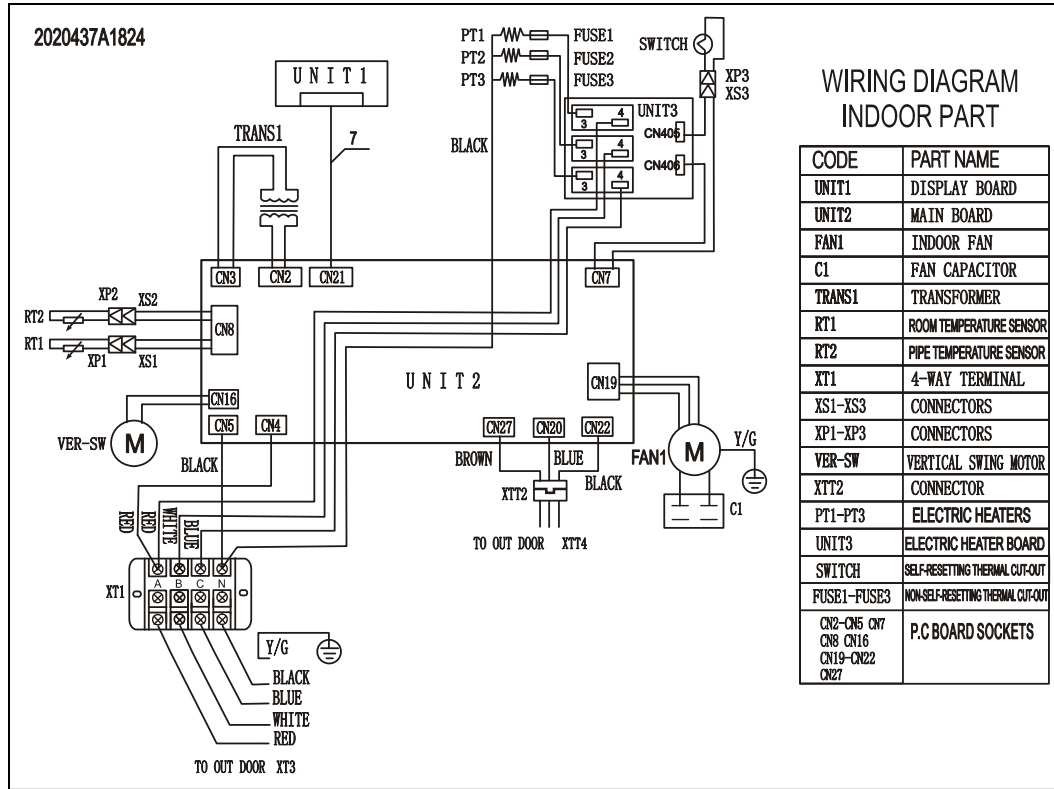 2020437A1824
PT1 FUSE1
PT2 FUSE2
PT3 FUSE3
SWITCH
XP3
XS3
UNIT1
7
TRANS1
BLACK
UNIT3
3 4
3 4
3 4
CN405
CN406
CN3 CN2 CN21 CN7
XP2 XS2
RT2
RT1
XP1 XS1
CN8
UNIT2
CN19
CN16
CN5 CN4
CN27 CN20 CN22
VER-SW M
BLACK
BROWN BLUE BLACK
FAN1 M Y/G
C1
XTT2
TO OUT DOOR XTT4
RED RED WHITE BLUE
XT1
A B C N
Y/G
BLACK
BLUE
WHITE
RED
TO OUT DOOR XT3
WIRING DIAGRAM
INDOOR PART
CODE PART NAME
UNIT1 DISPLAY BOARD
UNIT2 MAIN BOARD
FAN1 INDOOR FAN
C1 FAN CAPACITOR
TRANS1 TRANSFORMER
RT1 ROOM TEMPERATURE SENSOR
RT2 PIPE TEMPERATURE SENSOR
XT1 4-WAY TERMINAL
XS1-XS3 CONNECTORS
XP1-XP3 CONNECTORS
VER-SW VERTICAL SWING MOTOR
XTT2 CONNECTOR
PT1-PT3 ELECTRIC HEATERS
UNIT3 ELECTRIC HEATER BOARD
SWITCH SELF-RESETTING THERMAL CUT-OUT
FUSE1-FUSE3 NON-SELF-RESETTING THERMAL CUT-OUT
CN2-CN5 CN7 P.C BOARD SOCKETS
CN8 CN16
CN19-CN22
CN27